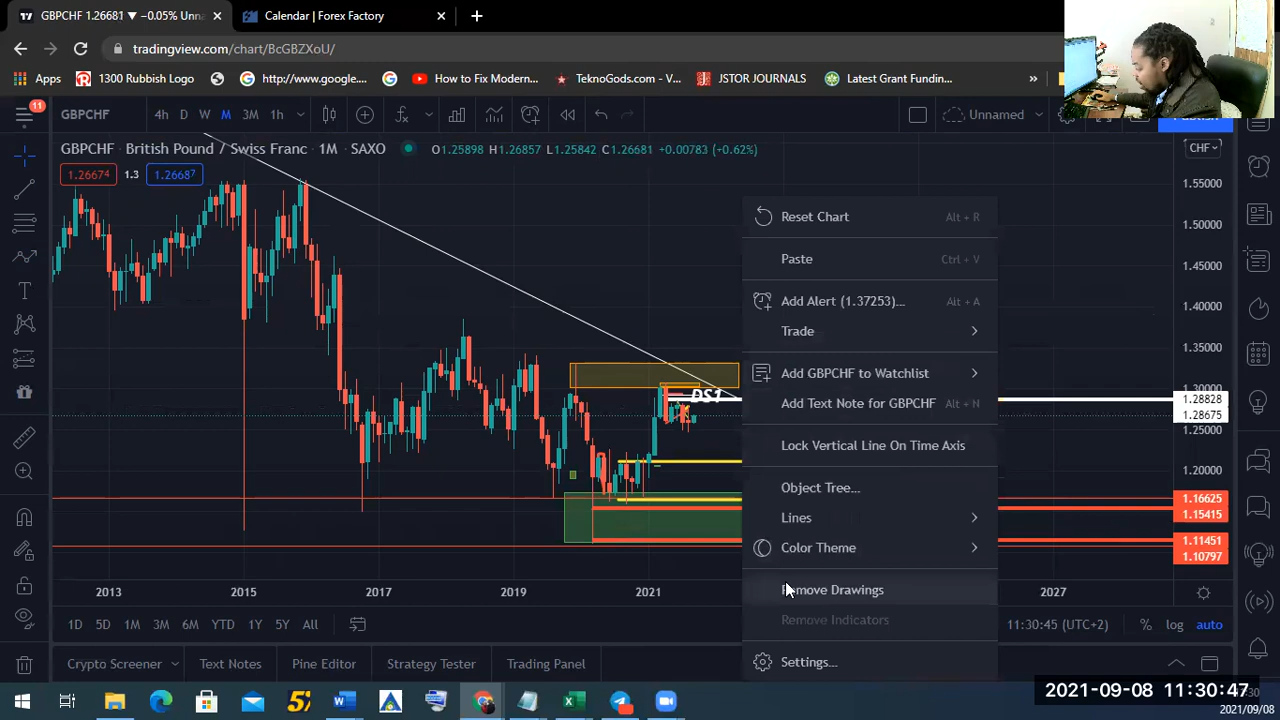 GBPCHF 1.26681 ▼ −0.05% Unna
Calendar | Forex Factory
tradingview.com/chart/BcGBZXoU/
Apps
1300 Rubbish Logo
http://www.google...
How to Fix Modern...
TeknoGods.com - V...
JSTOR JOURNALS
Latest Grant Fundin...
»
11
GBPCHF
4h D W M 3M 1h
Unnamed
Publish
GBPCHF · British Pound / Swiss Franc · 1M · SAXO
O1.25898 H1.26857 L1.25842 C1.26681 +0.00783 (+0.62%)
CHF
1.26674
1.3
1.26687
1.55000
1.50000
1.45000
1.40000
1.35000
1.30000
1.28828
1.28675
1.25000
1.20000
1.16625
1.15415
1.11451
1.10797
DS1
Reset Chart Alt + R
Paste Ctrl + V
Add Alert (1.37253)... Alt + A
Trade
Add GBPCHF to Watchlist
Add Text Note for GBPCHF Alt + N
Lock Vertical Line On Time Axis
Object Tree...
Lines
Color Theme
Remove Drawings
Remove Indicators
Settings...
2013 2015 2017 2019 2021 2027
1D 5D 1M 3M 6M YTD 1Y 5Y All
11:30:45 (UTC+2)
% log auto
Crypto Screener
Text Notes
Pine Editor
Strategy Tester
Trading Panel
2021-09-08 11:30:47
2021/09/08